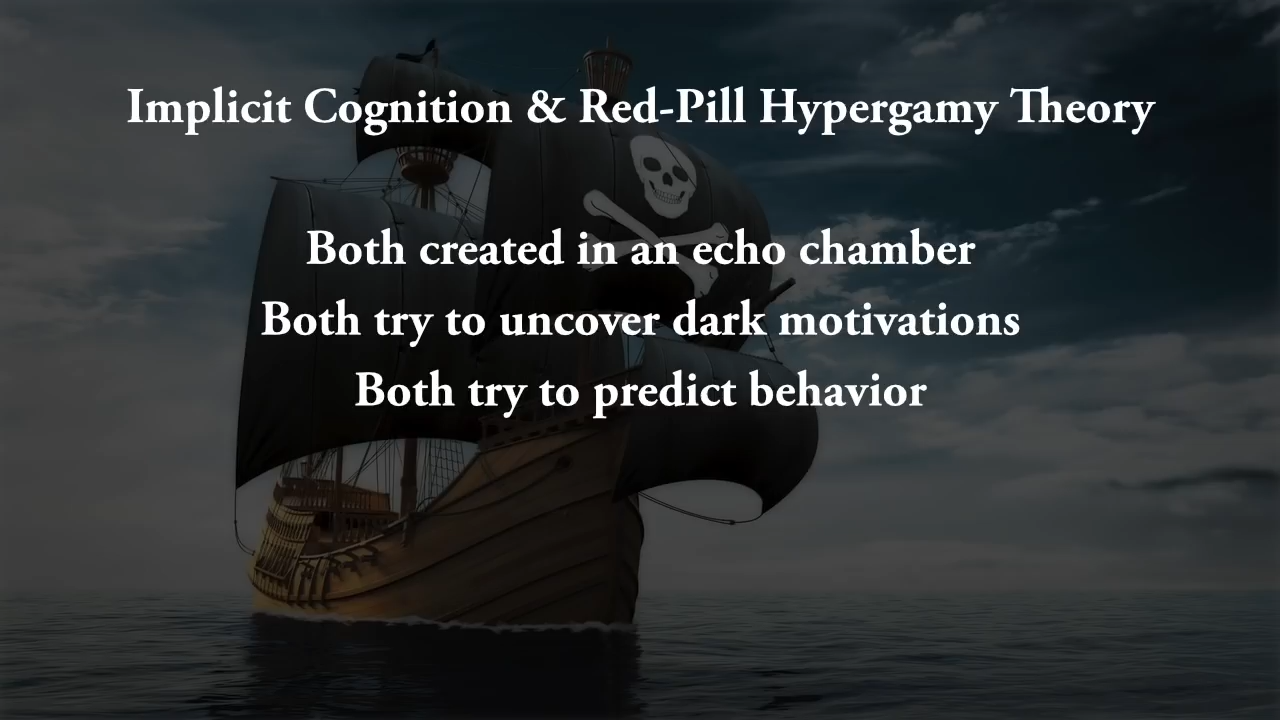 Implicit Cognition & Red-Pill Hypergamy Theory
Both created in an echo chamber
Both try to uncover dark motivations
Both try to predict behavior